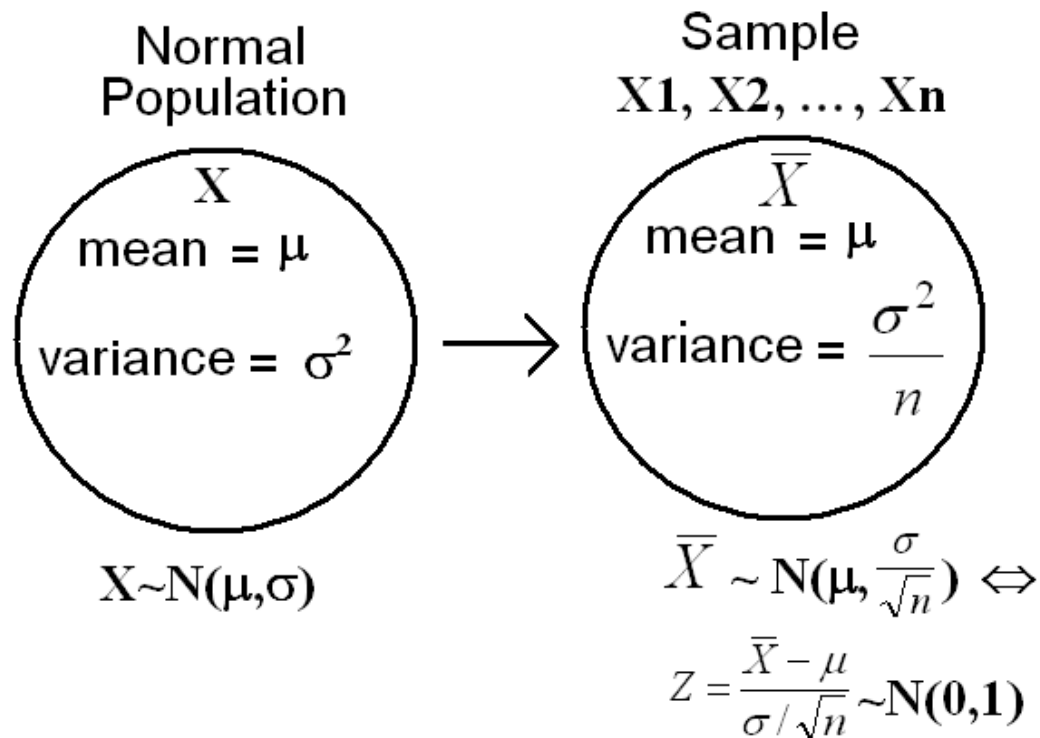 Normal
Population
X
mean = μ
variance = σ²
X~N(μ,σ)
Sample
X1, X2, ..., Xn
X̅
mean = μ
variance = σ²/n
X̅ ~ N(μ, σ/√n) ⇔
Z = (X̅ − μ)/(σ/√n) ~N(0,1)